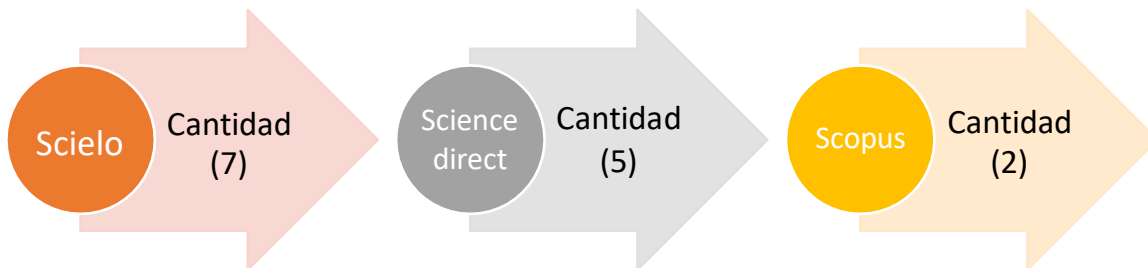 Scielo
Cantidad
(7)
Science
direct
Cantidad
(5)
Scopus
Cantidad
(2)